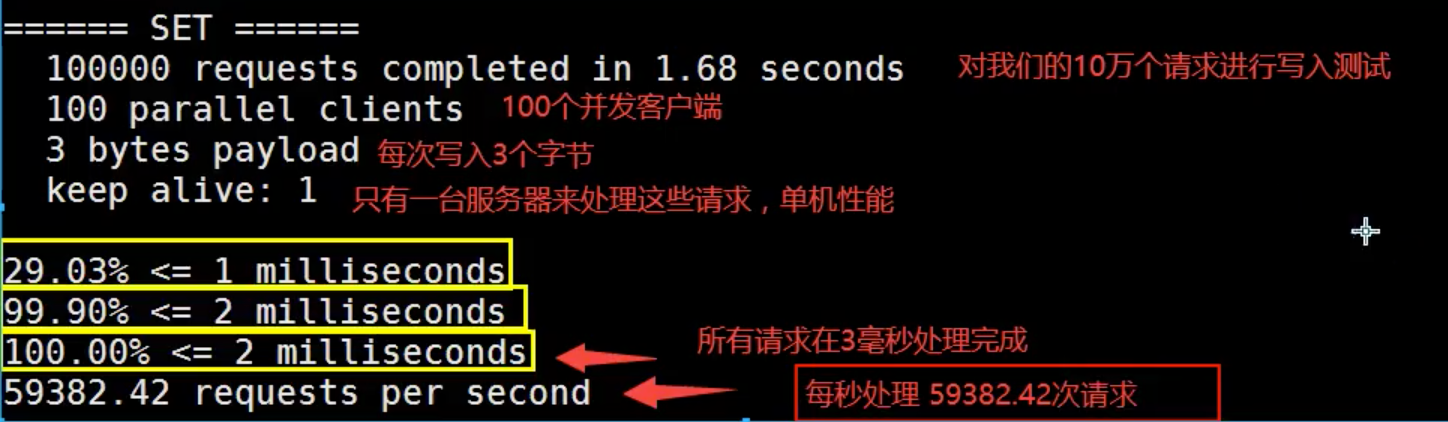 ====== SET ======
100000 requests completed in 1.68 seconds 对我们的10万个请求进行写入测试
100 parallel clients 100个并发客户端
3 bytes payload 每次写入3个字节
keep alive: 1 只有一台服务器来处理这些请求，单机性能
29.03% <= 1 milliseconds
99.90% <= 2 milliseconds
100.00% <= 2 milliseconds 所有请求在3毫秒处理完成
59382.42 requests per second 每秒处理 59382.42次请求